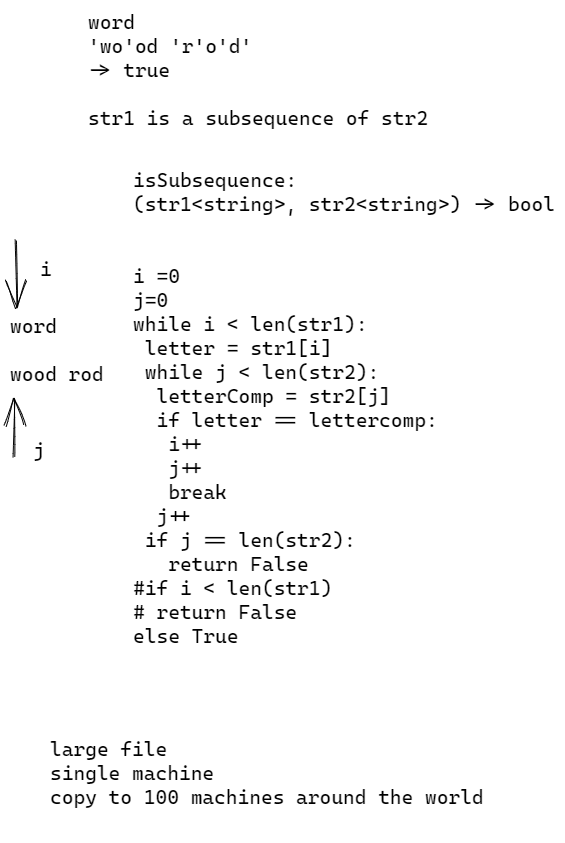 word
'wo'od 'r'o'd'
→ true
str1 is a subsequence of str2
isSubsequence:
(str1<string>, str2<string>) → bool
i
i =0
j=0
word
while i < len(str1):
letter = str1[i]
wood rod
while j < len(str2):
letterComp = str2[j]
if letter == lettercomp:
i++
j
j++
break
j++
if j == len(str2):
return False
#if i < len(str1)
# return False
else True
large file
single machine
copy to 100 machines around the world